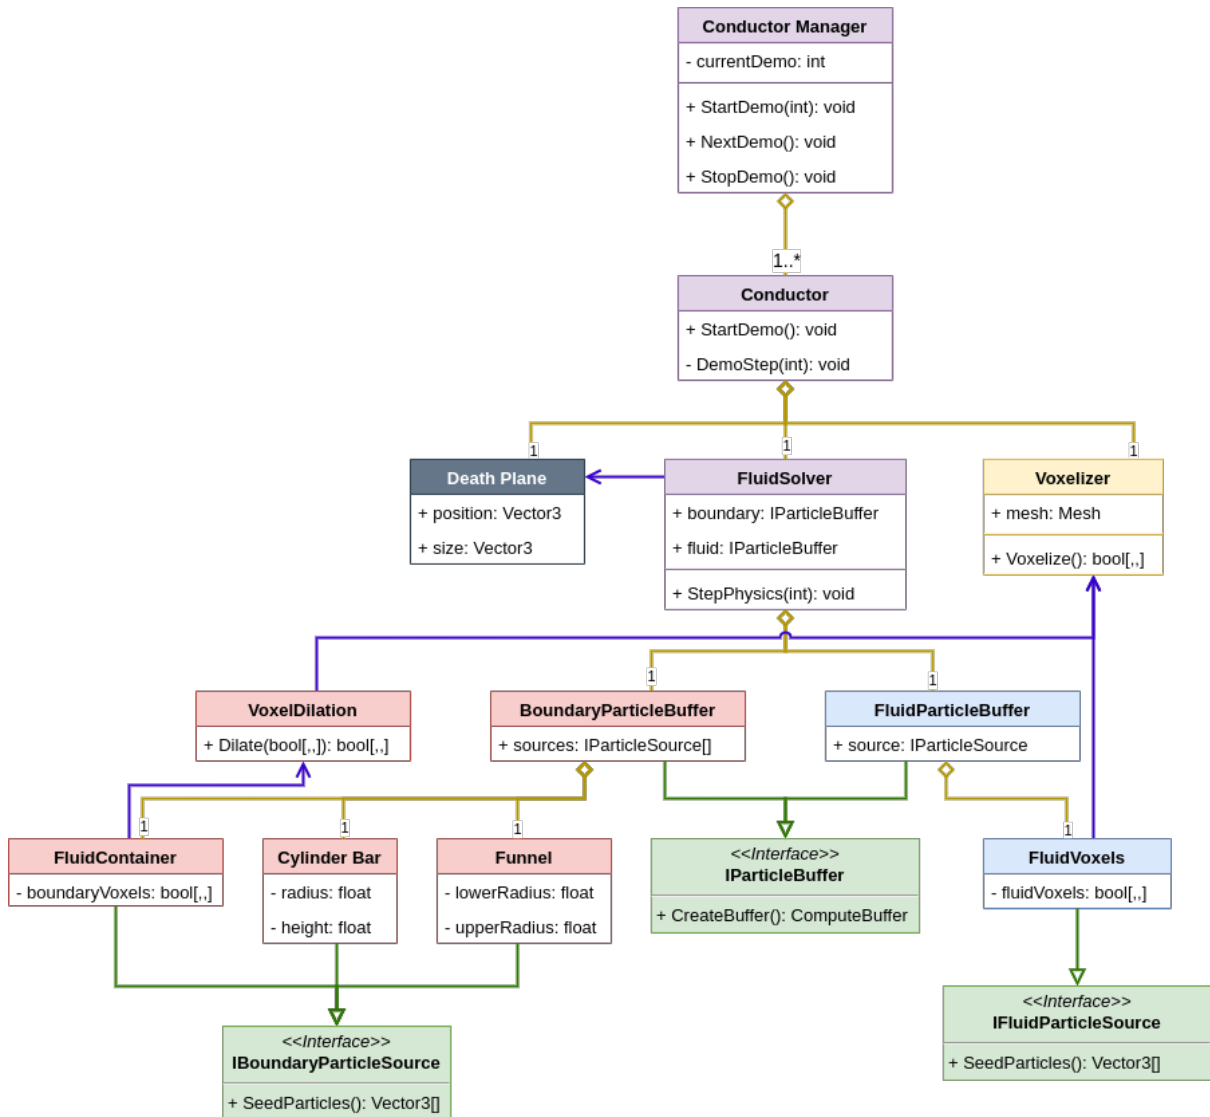 Conductor Manager
- currentDemo: int
+ StartDemo(int): void
+ NextDemo(): void
+ StopDemo(): void
1..*
Conductor
+ StartDemo(): void
- DemoStep(int): void
1
1
1
Death Plane
+ position: Vector3
+ size: Vector3
FluidSolver
+ boundary: IParticleBuffer
+ fluid: IParticleBuffer
+ StepPhysics(int): void
Voxelizer
+ mesh: Mesh
+ Voxelize(): bool[,,]
1
1
VoxelDilation
+ Dilate(bool[,,]): bool[,,]
BoundaryParticleBuffer
+ sources: IParticleSource[]
FluidParticleBuffer
+ source: IParticleSource
1
1
1
1
FluidContainer
- boundaryVoxels: bool[,,]
Cylinder Bar
- radius: float
- height: float
Funnel
- lowerRadius: float
- upperRadius: float
<<Interface>>
IParticleBuffer
+ CreateBuffer(): ComputeBuffer
FluidVoxels
- fluidVoxels: bool[,,]
<<Interface>>
IBoundaryParticleSource
+ SeedParticles(): Vector3[]
<<Interface>>
IFluidParticleSource
+ SeedParticles(): Vector3[]